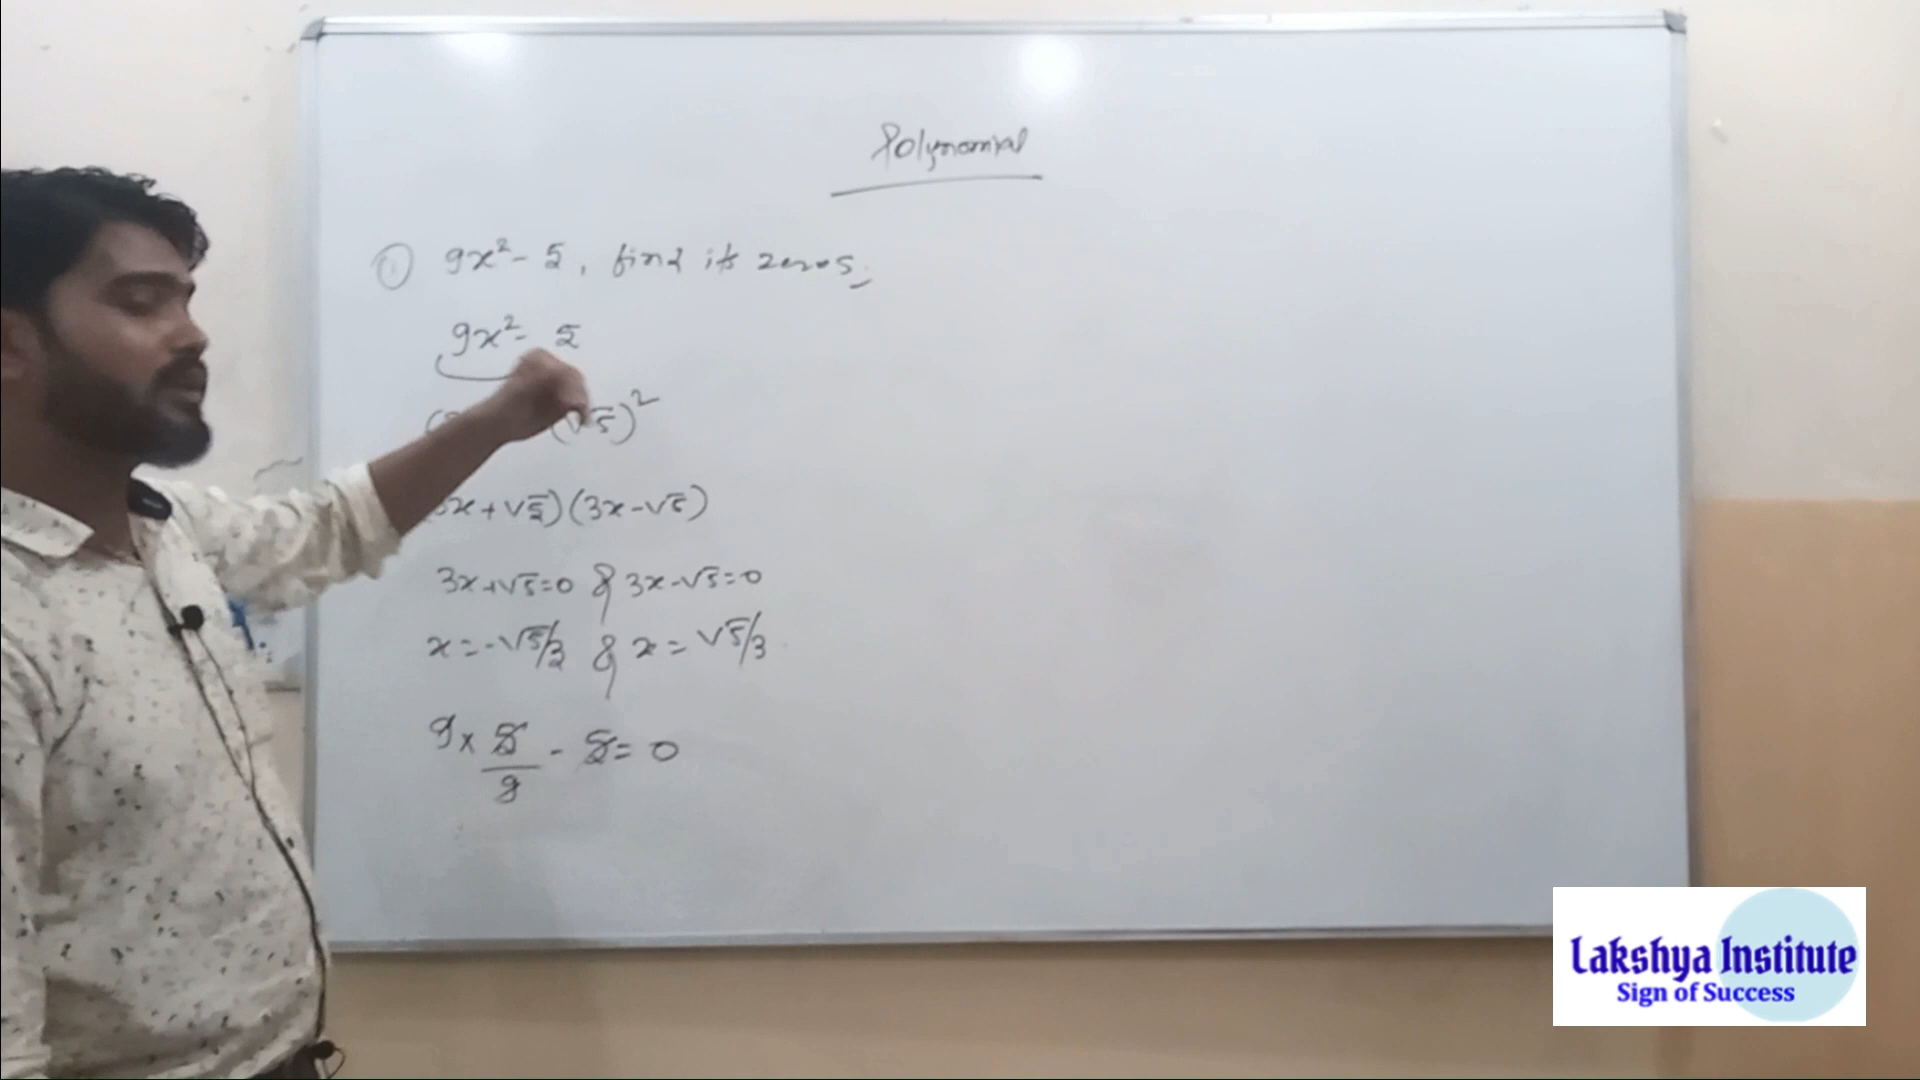 Polynomial
① 9x² - 5, find its zeros.
9x² - 5
(√5)²
3x + √5)(3x - √5)
3x + √5 = 0 & 3x - √5 = 0
x = -√5/3 & x = √5/3
9 x 5/9 - 5 = 0
Lakshya Institute
Sign of Success